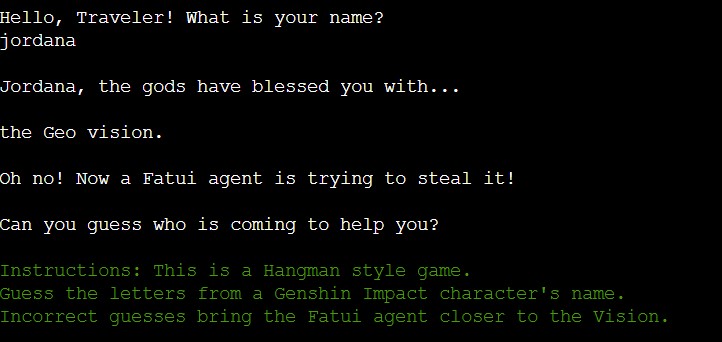 Hello, Traveler! What is your name?
jordana
Jordana, the gods have blessed you with...
the Geo vision.
Oh no! Now a Fatui agent is trying to steal it!
Can you guess who is coming to help you?
Instructions: This is a Hangman style game.
Guess the letters from a Genshin Impact character's name.
Incorrect guesses bring the Fatui agent closer to the Vision.